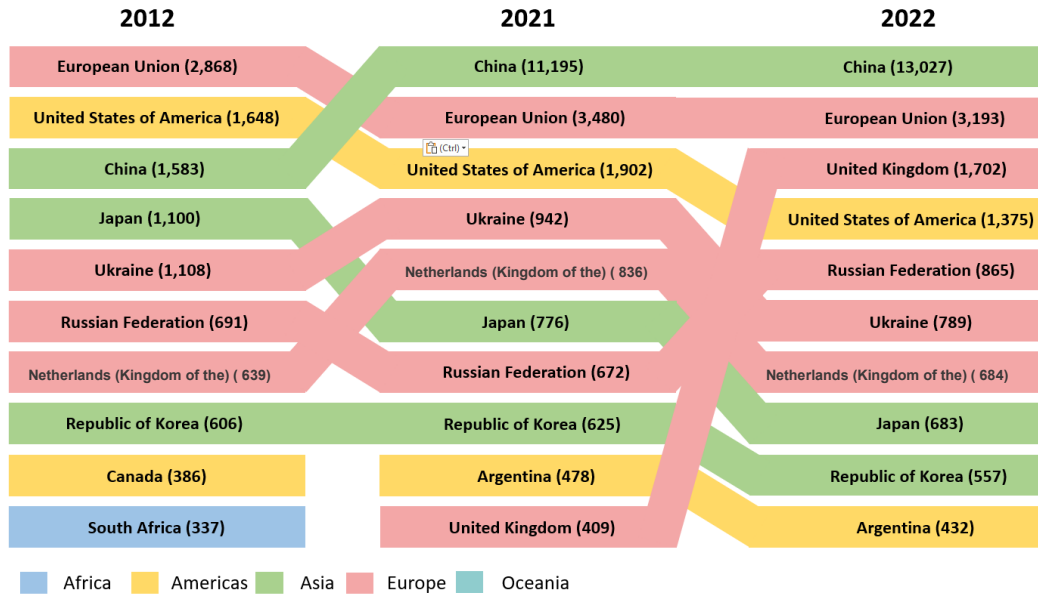 2012 2021 2022
European Union (2,868) China (11,195) China (13,027)
United States of America (1,648) European Union (3,480) European Union (3,193)
(Ctrl)
China (1,583) United States of America (1,902) United Kingdom (1,702)
Japan (1,100) Ukraine (942) United States of America (1,375)
Ukraine (1,108) Netherlands (Kingdom of the) ( 836) Russian Federation (865)
Russian Federation (691) Japan (776) Ukraine (789)
Netherlands (Kingdom of the) ( 639) Russian Federation (672) Netherlands (Kingdom of the) ( 684)
Republic of Korea (606) Republic of Korea (625) Japan (683)
Canada (386) Argentina (478) Republic of Korea (557)
South Africa (337) United Kingdom (409) Argentina (432)
Africa Americas Asia Europe Oceania